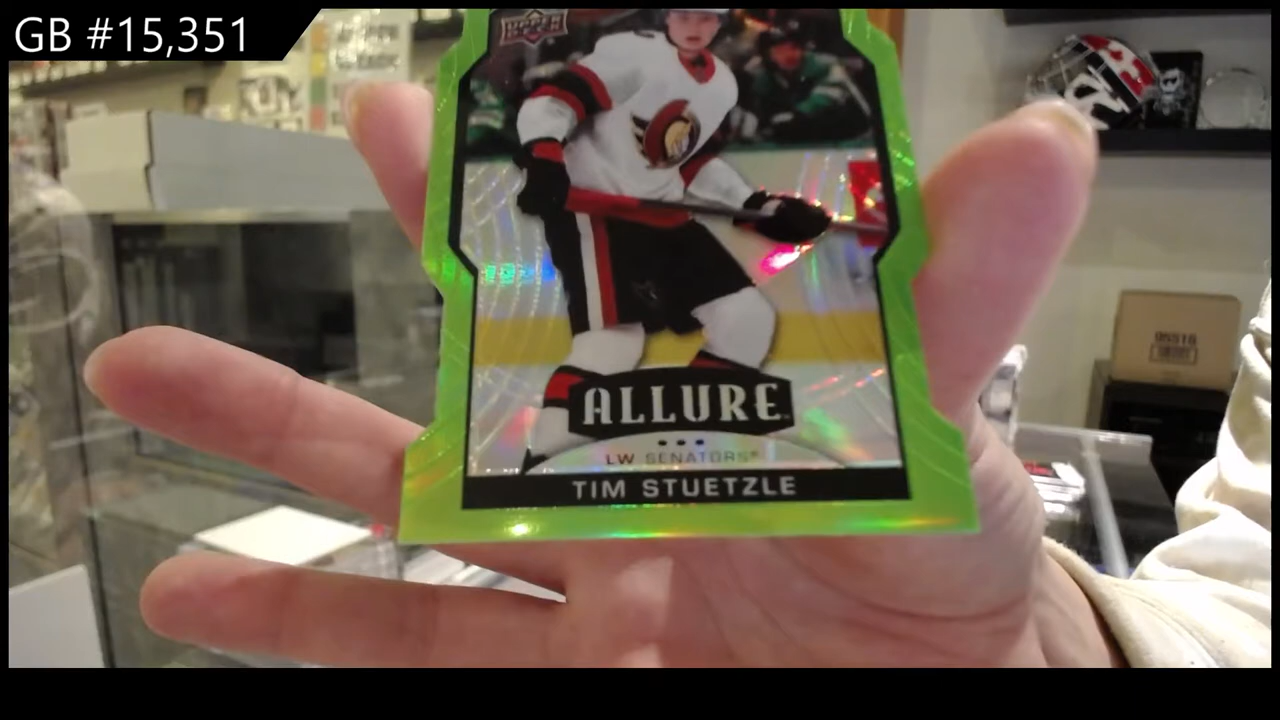 GB #15,351
UPPER DECK
ALLURE
LW SENATORS
TIM STUETZLE